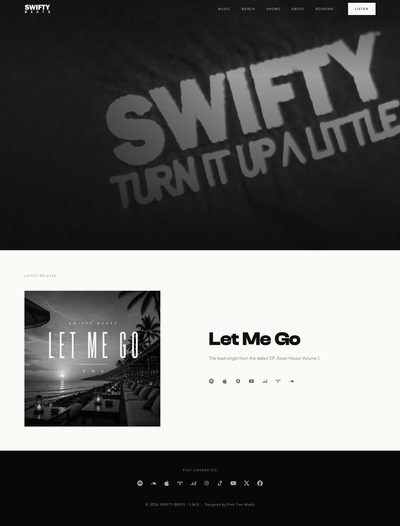 SWIFTY
BEATS
MUSIC
MERCH
SHOWS
ABOUT
BOOKING
LISTEN
SWIFTY
TURN IT UP A LITTLE
LATEST RELEASE
SWIFTY BEATS
LET ME GO
E.M.O
Let Me Go
The lead single from the debut EP, Asian House Volume 1.
STAY CONNECTED
© 2026 SWIFTY BEATS · E.M.O · Designed by Pink Tree Media